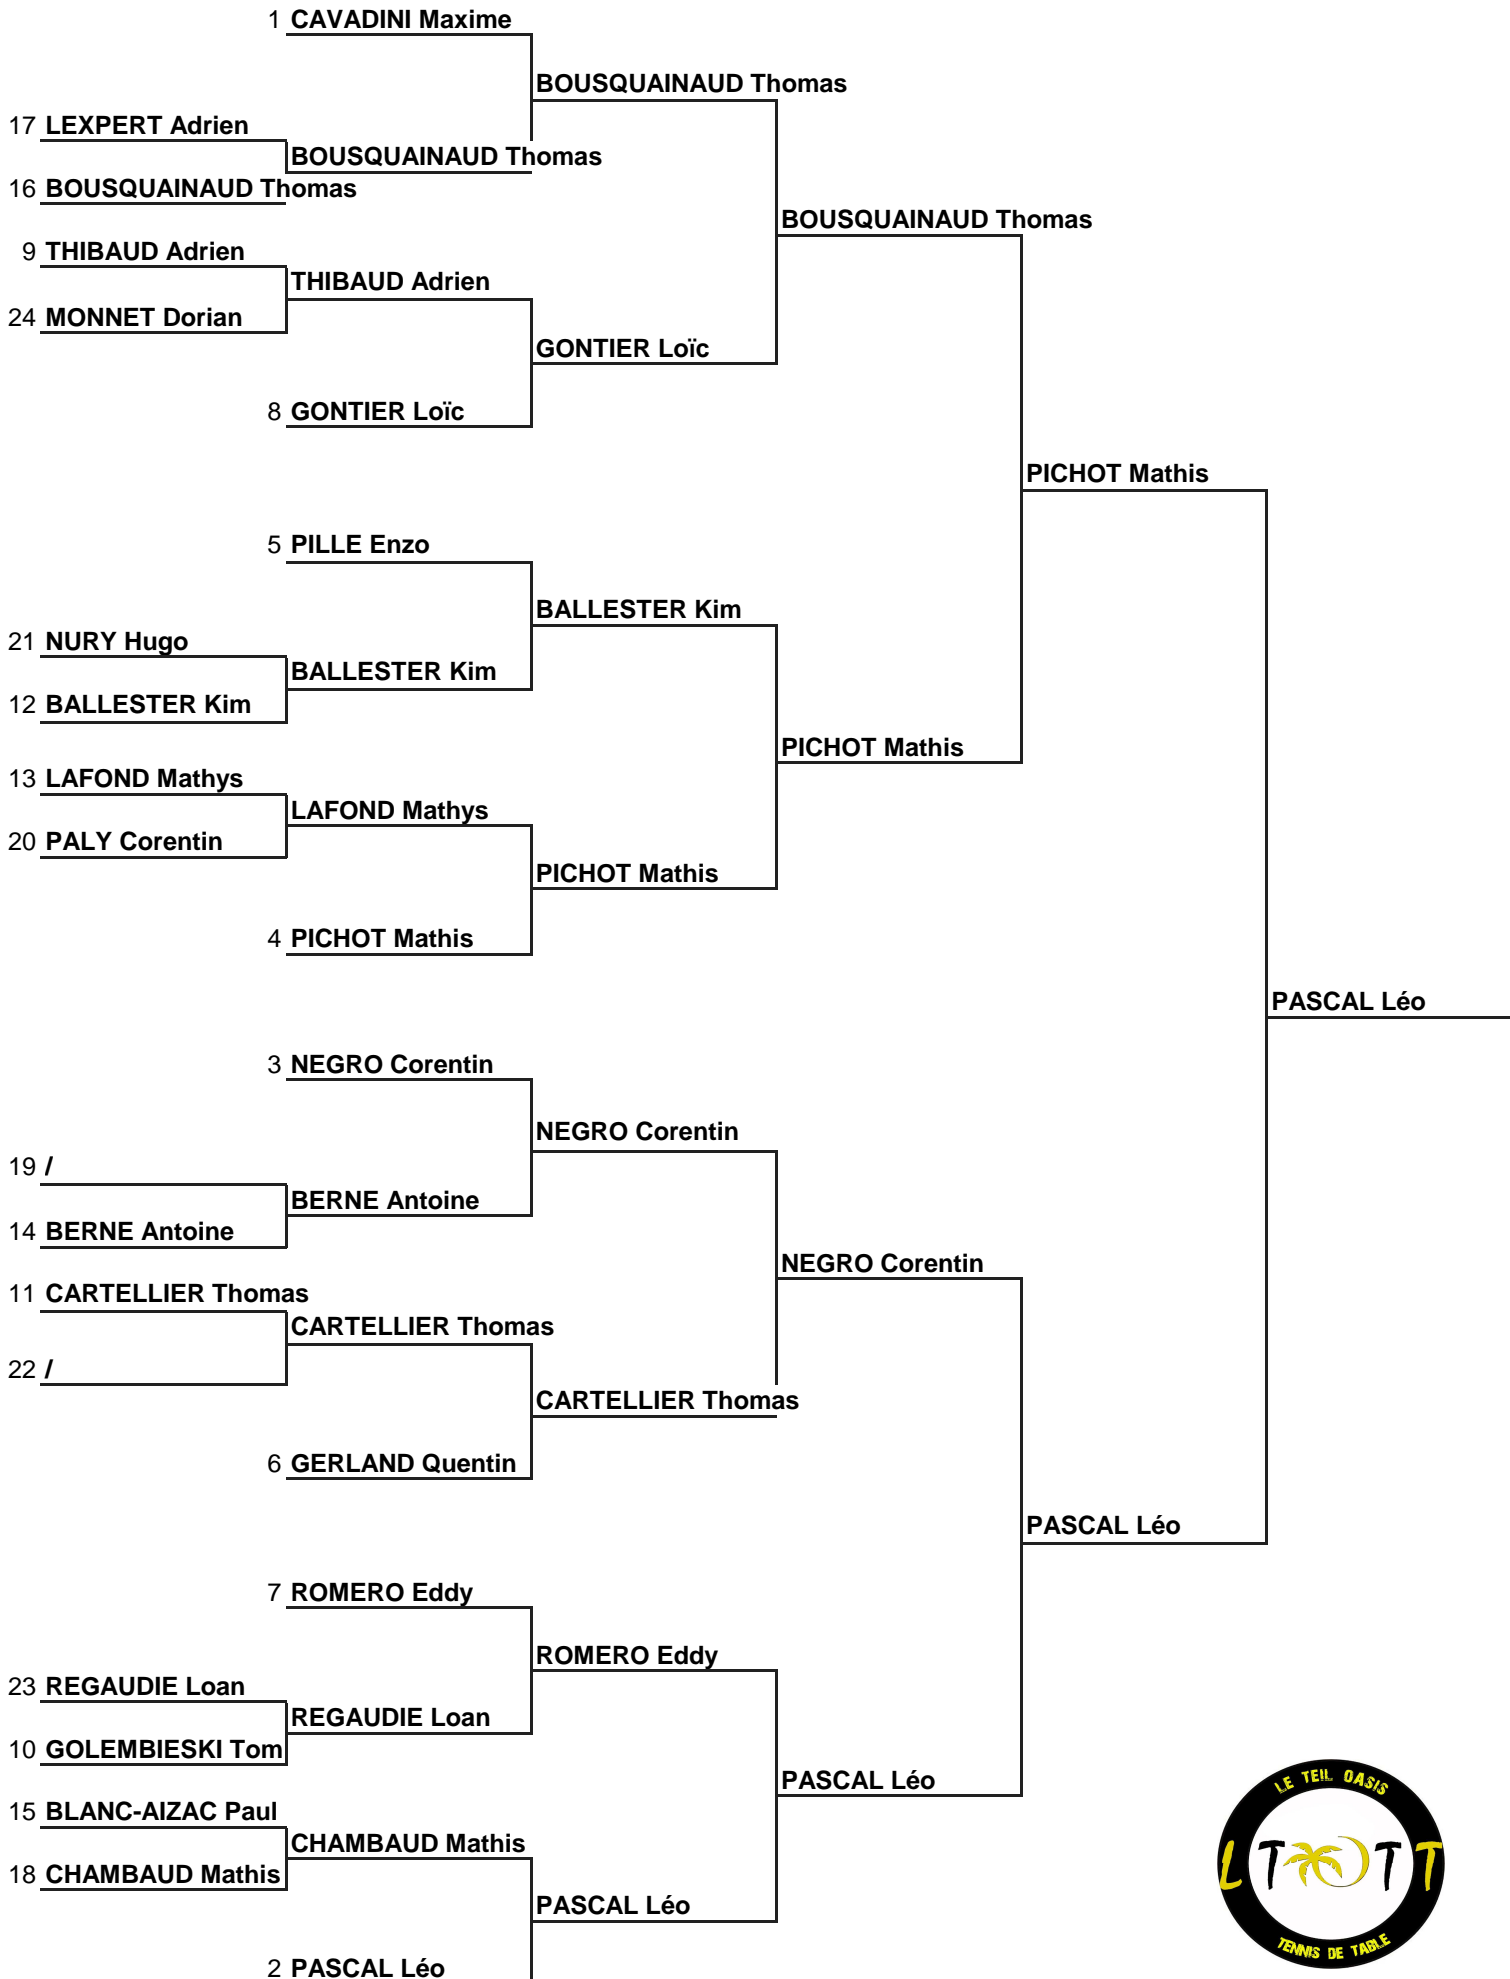 1 CAVADINI Maxime
BOUSQUAINAUD Thomas
17 LEXPERT Adrien
BOUSQUAINAUD Thomas
16 BOUSQUAINAUD Thomas
BOUSQUAINAUD Thomas
9 THIBAUD Adrien
THIBAUD Adrien
24 MONNET Dorian
GONTIER Loïc
8 GONTIER Loïc
PICHOT Mathis
5 PILLE Enzo
BALLESTER Kim
21 NURY Hugo
BALLESTER Kim
12 BALLESTER Kim
PICHOT Mathis
13 LAFOND Mathys
LAFOND Mathys
20 PALY Corentin
PICHOT Mathis
4 PICHOT Mathis
PASCAL Léo
3 NEGRO Corentin
NEGRO Corentin
19 /
BERNE Antoine
14 BERNE Antoine
NEGRO Corentin
11 CARTELLIER Thomas
CARTELLIER Thomas
22 /
CARTELLIER Thomas
6 GERLAND Quentin
PASCAL Léo
7 ROMERO Eddy
ROMERO Eddy
23 REGAUDIE Loan
REGAUDIE Loan
10 GOLEMBIESKI Tom
PASCAL Léo
15 BLANC-AIZAC Paul
CHAMBAUD Mathis
18 CHAMBAUD Mathis
PASCAL Léo
2 PASCAL Léo
LE TEIL OASIS
LTTT
TENNIS DE TABLE